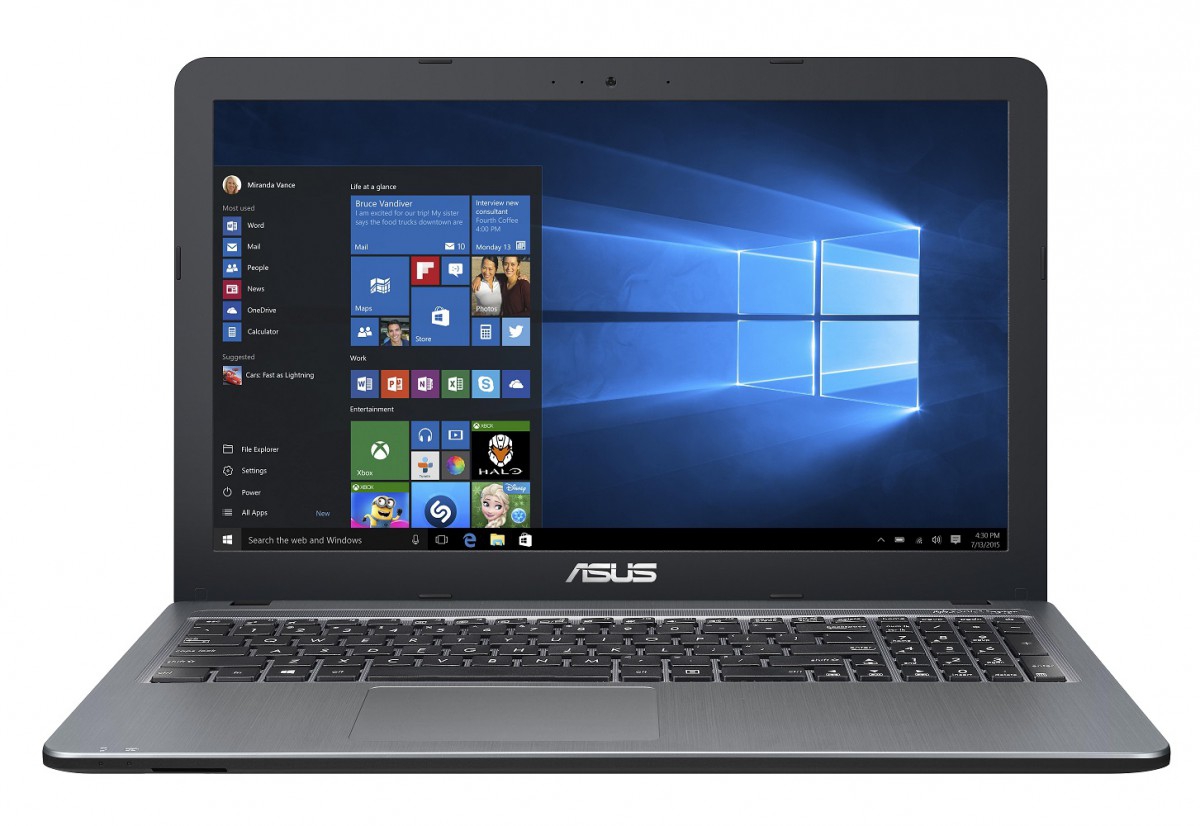 Miranda Vance
Most used
Word
Mail
People
News
OneDrive
Calculator
Suggested
Cars: Fast as Lightning
File Explorer
Settings
Power
All Apps
New
Life at a glance
Bruce Vandiver
I am excited for our trip! My sister
says the food trucks downtown are
Mail
10
Interview new
consultant
Fourth Coffee
4:00 PM
Monday 13
Maps
Store
Photos
Work
Entertainment
Xbox
XBOX
HALO
XBOX
Disney
Search the web and Windows
4:30 PM
7/13/2015
ASUS
Q W E R T Y U I O P
caps lock A S D F G H J K L
Z X C V B N M